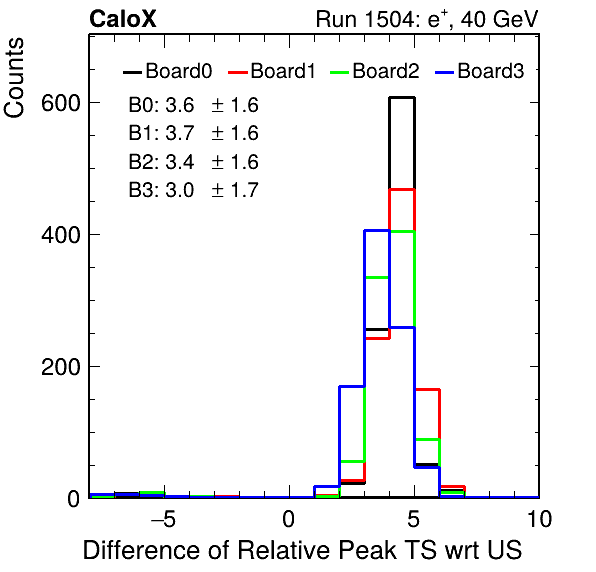 CaloX Run 1504: e⁺, 40 GeV
Counts
Board0 Board1 Board2 Board3
B0: 3.6 ± 1.6
B1: 3.7 ± 1.6
B2: 3.4 ± 1.6
B3: 3.0 ± 1.7
600
400
200
0
−5 0 5 10
Difference of Relative Peak TS wrt US